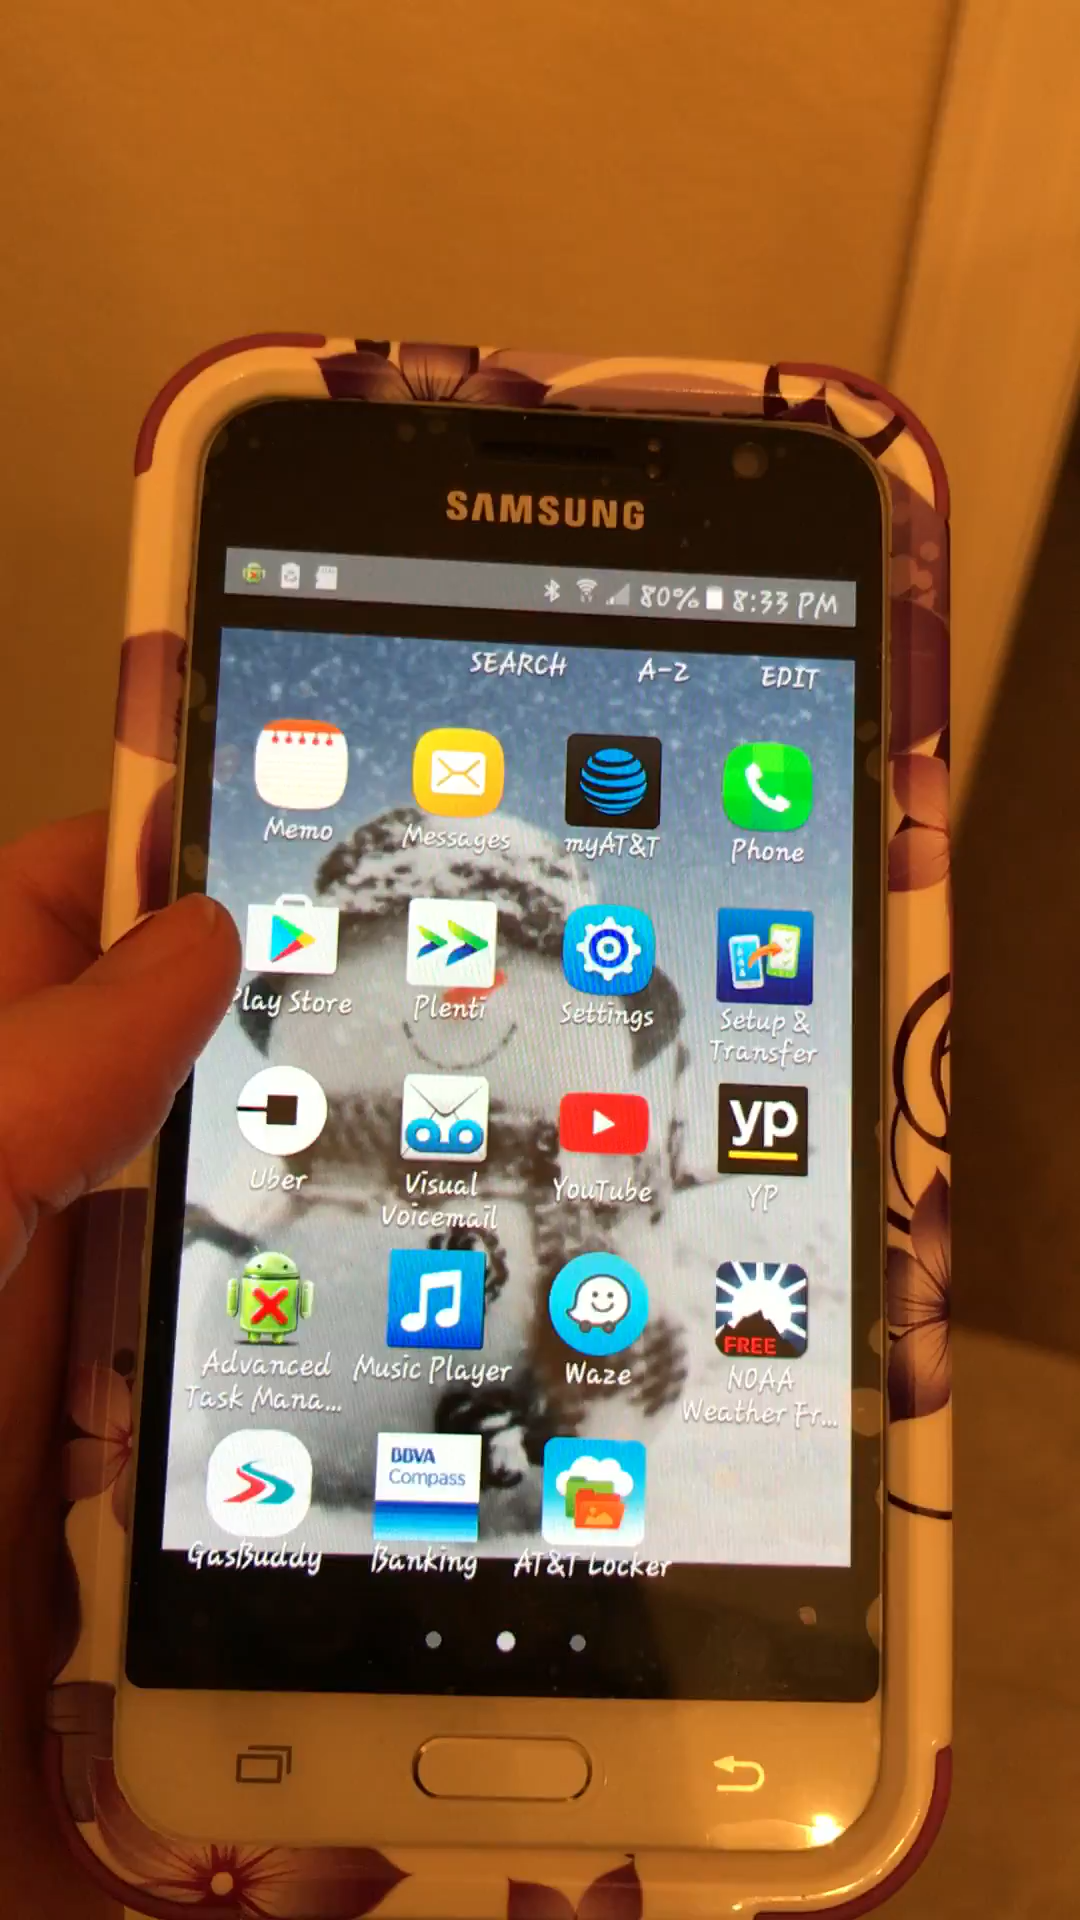 SAMSUNG
80% 8:33 PM
SEARCH A-Z EDIT
Memo Messages myAT&T Phone
Play Store Plenti Settings Setup &
Transfer
yp
Uber Visual
Voicemail YouTube YP
FREE
Advanced
Task Mana... Music Player Waze NOAA
Weather Fr...
BBVA
Compass
GasBuddy Banking AT&T Locker